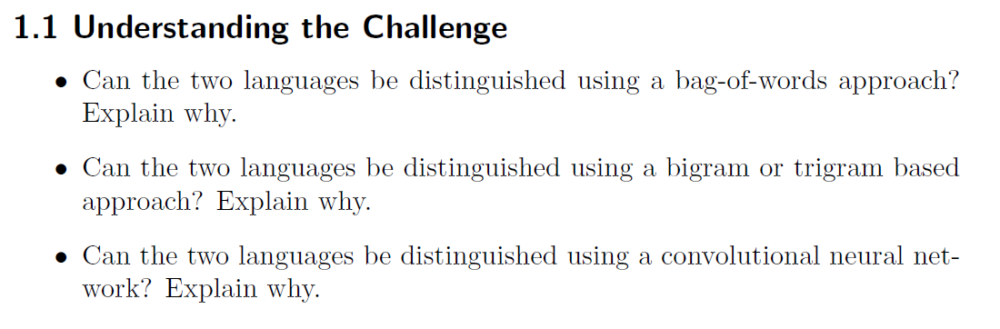 1.1 Understanding the Challenge
• Can the two languages be distinguished using a bag-of-words approach?
Explain why.
• Can the two languages be distinguished using a bigram or trigram based
approach? Explain why.
• Can the two languages be distinguished using a convolutional neural net-
work? Explain why.